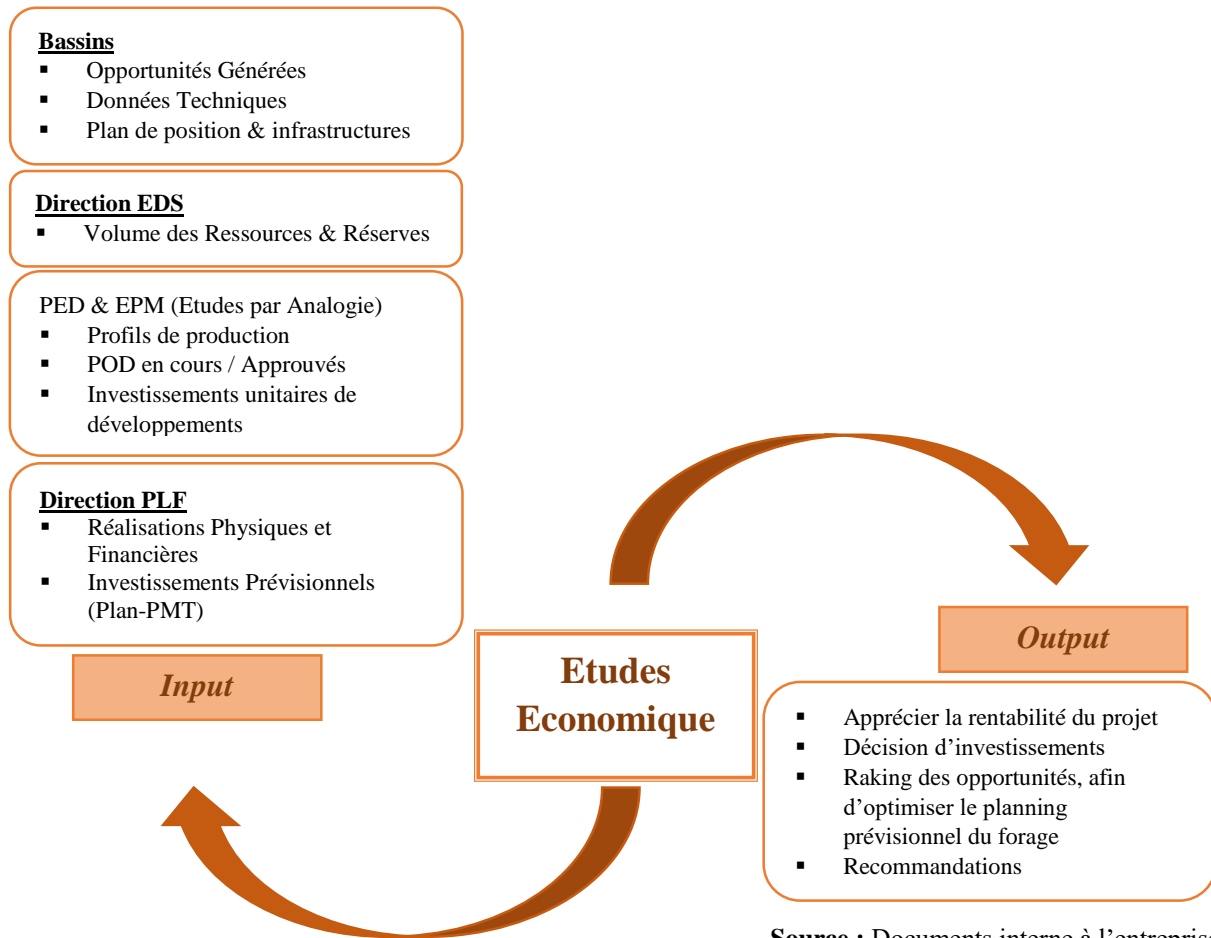 Bassins
▪ Opportunités Générées
▪ Données Techniques
▪ Plan de position & infrastructures
Direction EDS
▪ Volume des Ressources & Réserves
PED & EPM (Etudes par Analogie)
▪ Profils de production
▪ POD en cours / Approuvés
▪ Investissements unitaires de
développements
Direction PLF
▪ Réalisations Physiques et
Financières
▪ Investissements Prévisionnels
(Plan-PMT)
Input
Etudes
Economique
Output
▪ Apprécier la rentabilité du projet
▪ Décision d’investissements
▪ Raking des opportunités, afin
d’optimiser le planning
prévisionnel du forage
▪ Recommandations
Source : Documents interne à l’entreprise